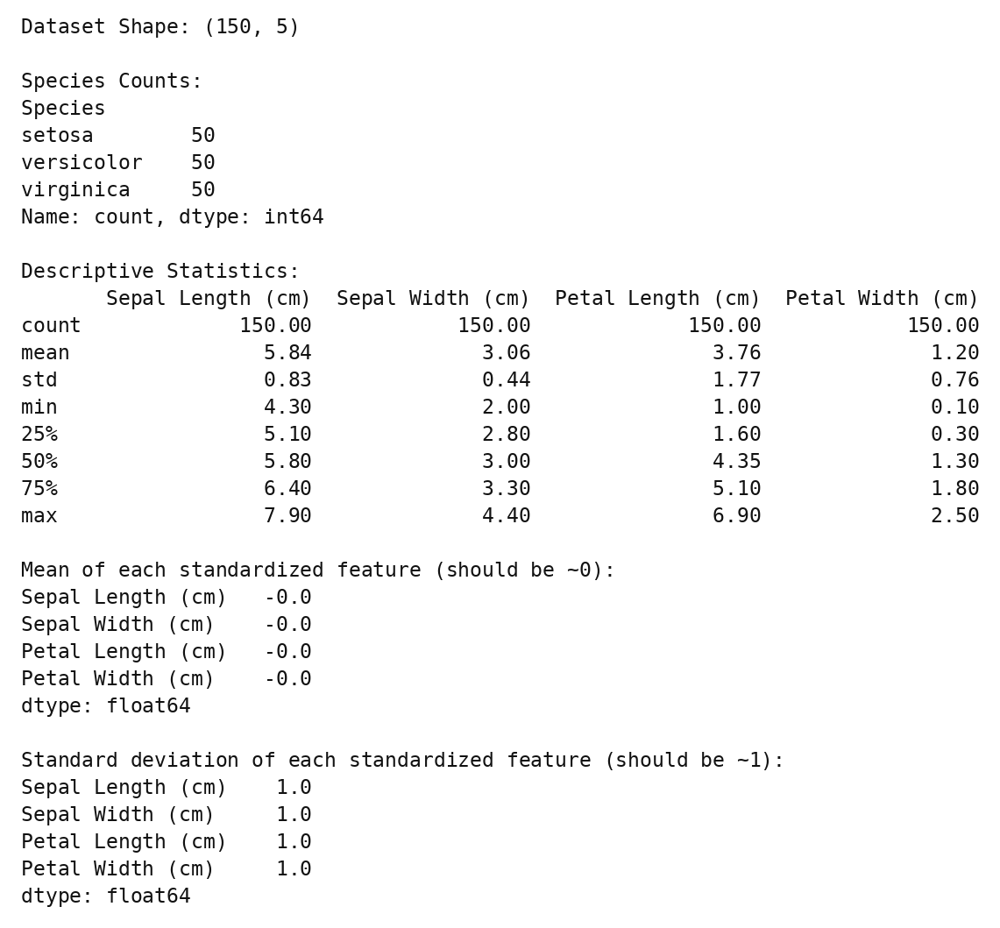 Dataset Shape: (150, 5)

Species Counts:
Species
setosa        50
versicolor    50
virginica     50
Name: count, dtype: int64

Descriptive Statistics:
       Sepal Length (cm)  Sepal Width (cm)  Petal Length (cm)  Petal Width (cm)
count             150.00            150.00             150.00            150.00
mean                5.84              3.06               3.76              1.20
std                 0.83              0.44               1.77              0.76
min                 4.30              2.00               1.00              0.10
25%                 5.10              2.80               1.60              0.30
50%                 5.80              3.00               4.35              1.30
75%                 6.40              3.30               5.10              1.80
max                 7.90              4.40               6.90              2.50

Mean of each standardized feature (should be ~0):
Sepal Length (cm)   -0.0
Sepal Width (cm)    -0.0
Petal Length (cm)   -0.0
Petal Width (cm)    -0.0
dtype: float64

Standard deviation of each standardized feature (should be ~1):
Sepal Length (cm)    1.0
Sepal Width (cm)     1.0
Petal Length (cm)    1.0
Petal Width (cm)     1.0
dtype: float64